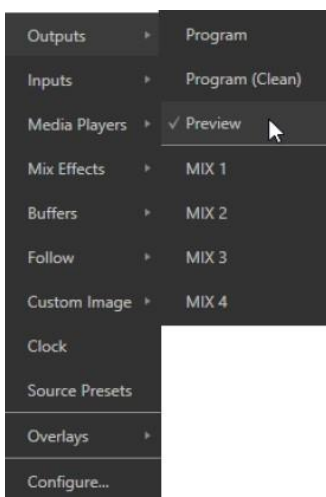 Outputs
Inputs
Media Players
Mix Effects
Buffers
Follow
Custom Image
Clock
Source Presets
Overlays
Configure...
Program
Program (Clean)
✓ Preview
MIX 1
MIX 2
MIX 3
MIX 4